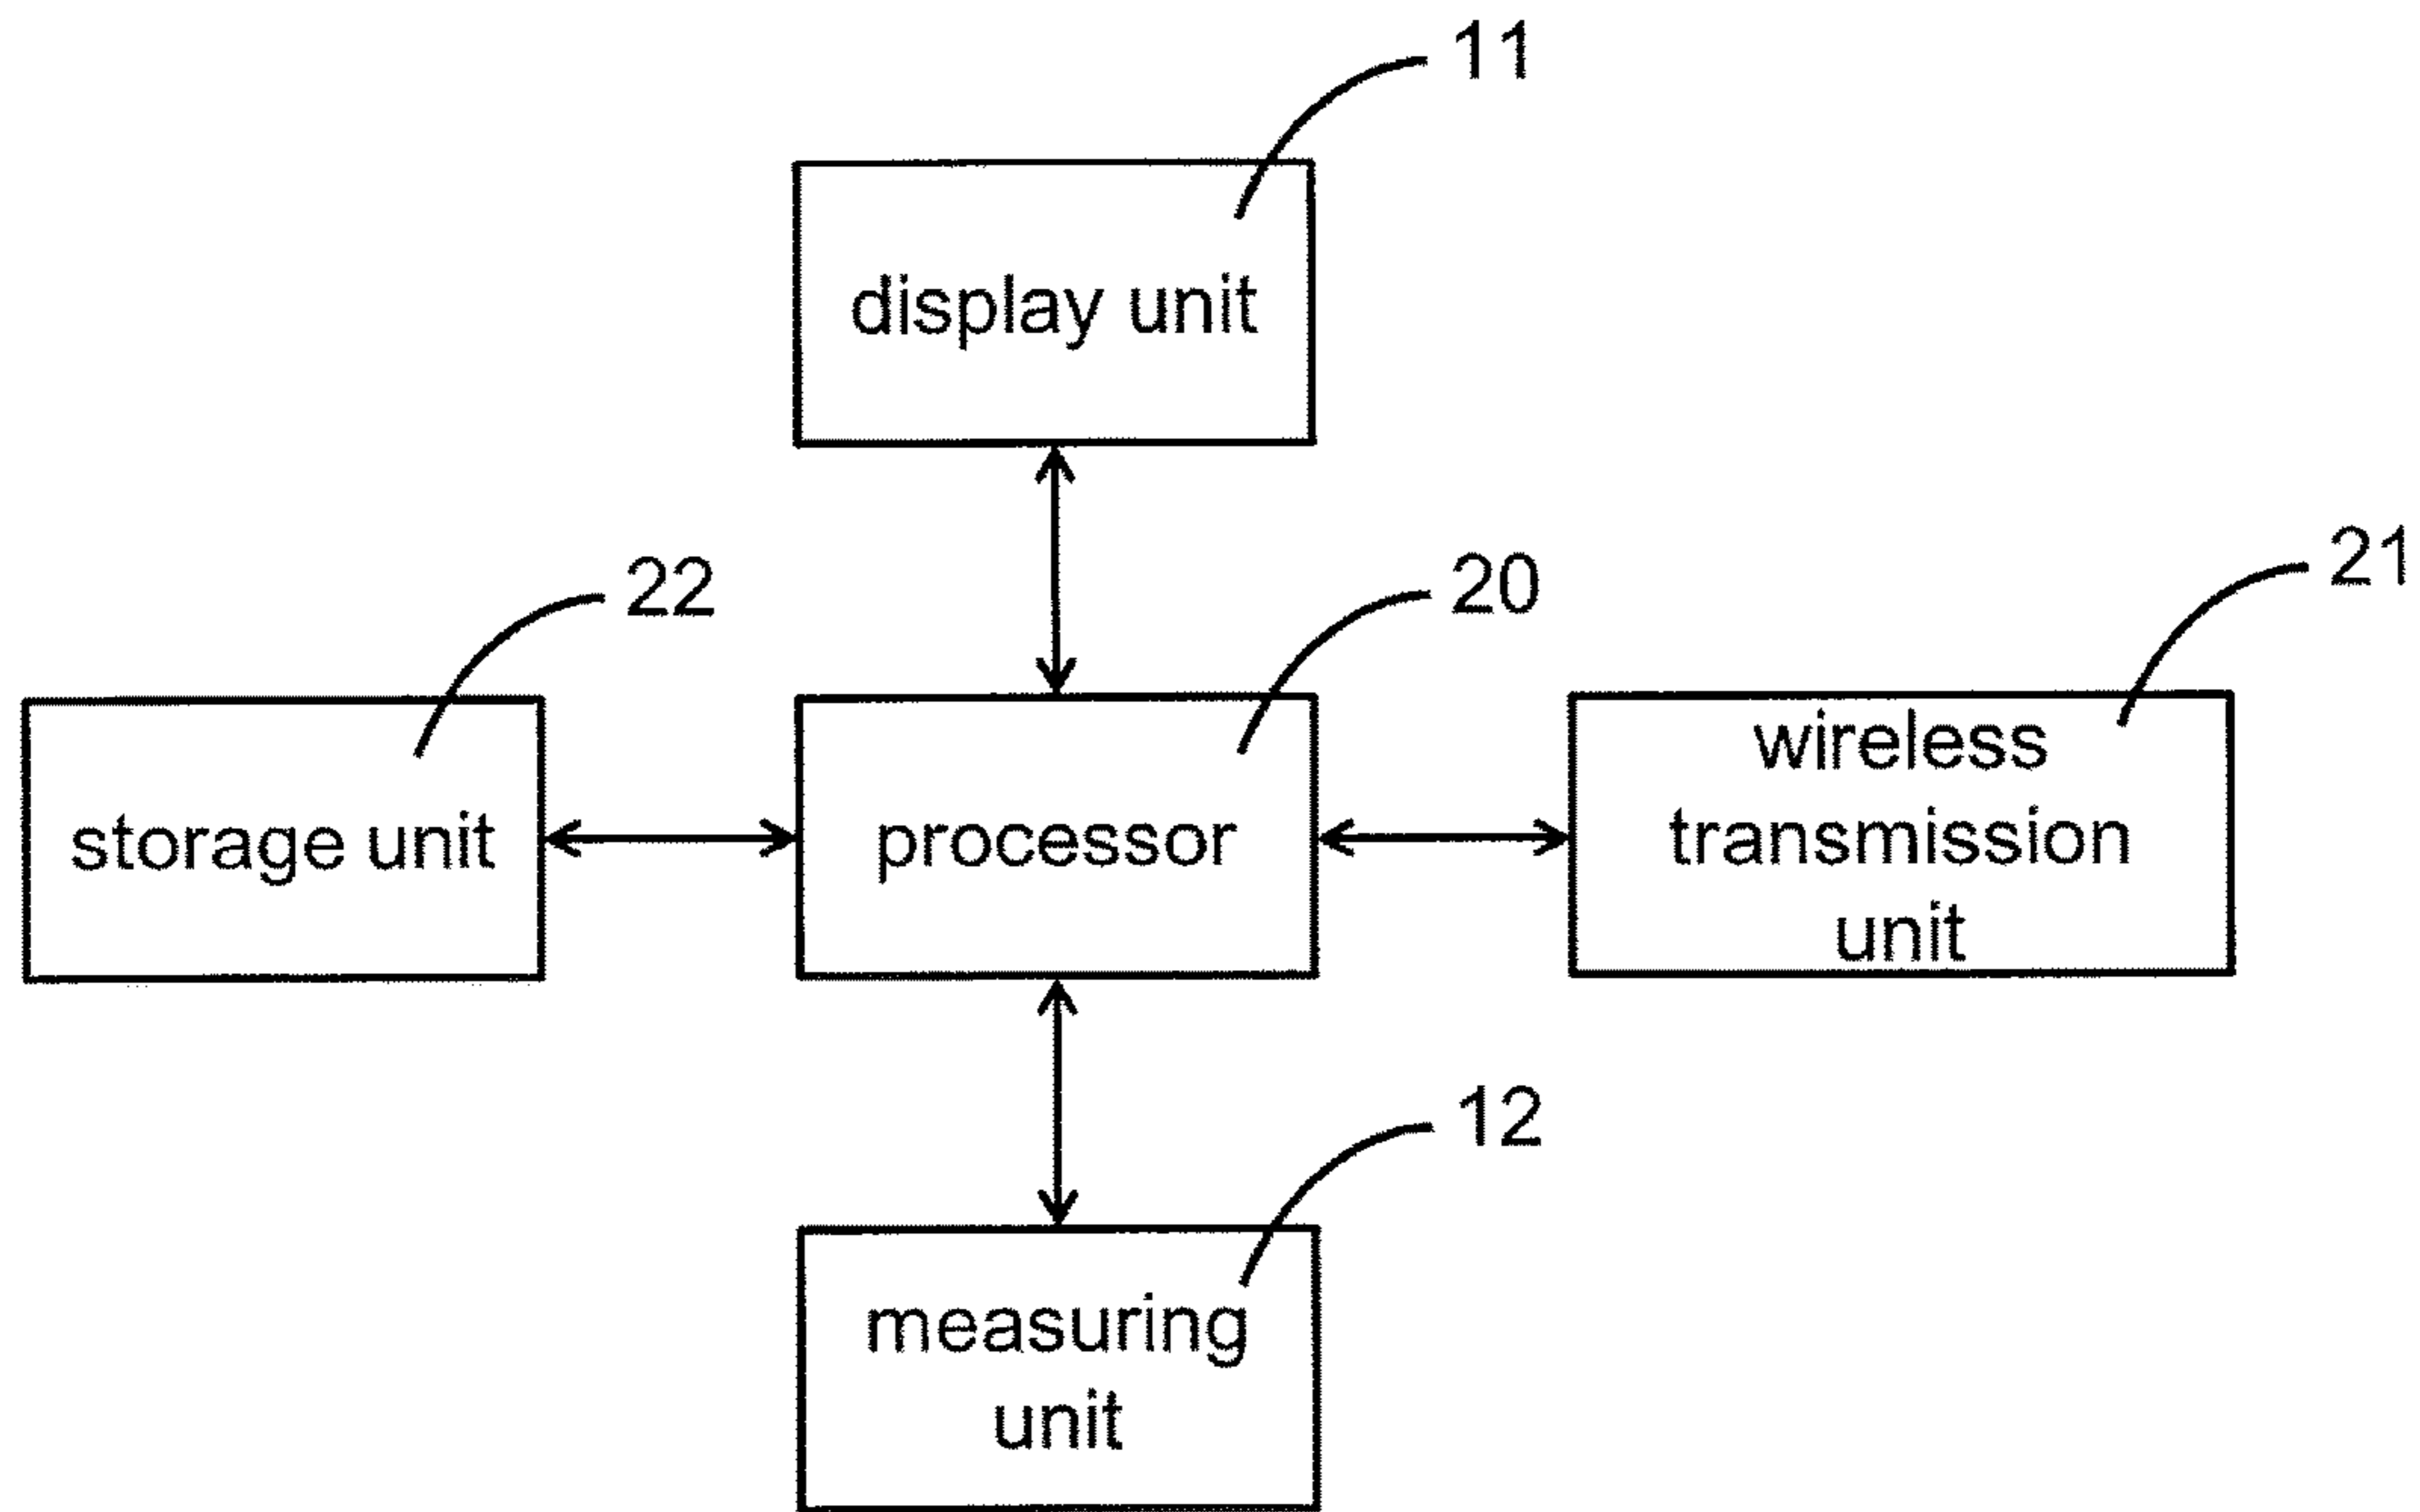 11
display unit
22
20
21
storage unit
processor
wireless
transmission
unit
12
measuring
unit